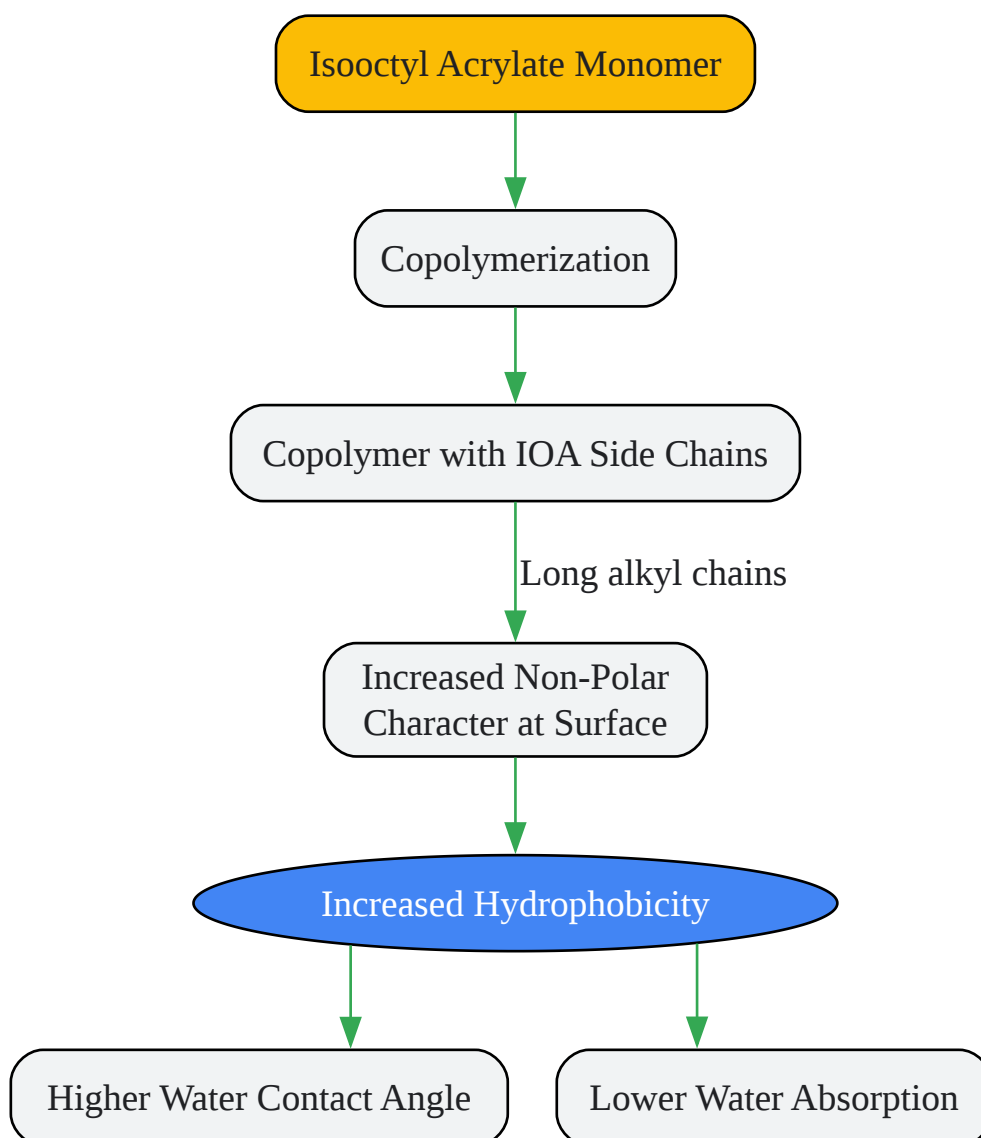 Isooctyl Acrylate Monomer
Copolymerization
Copolymer with IOA Side Chains
Long alkyl chains
Increased Non-Polar
Character at Surface
Increased Hydrophobicity
Higher Water Contact Angle
Lower Water Absorption